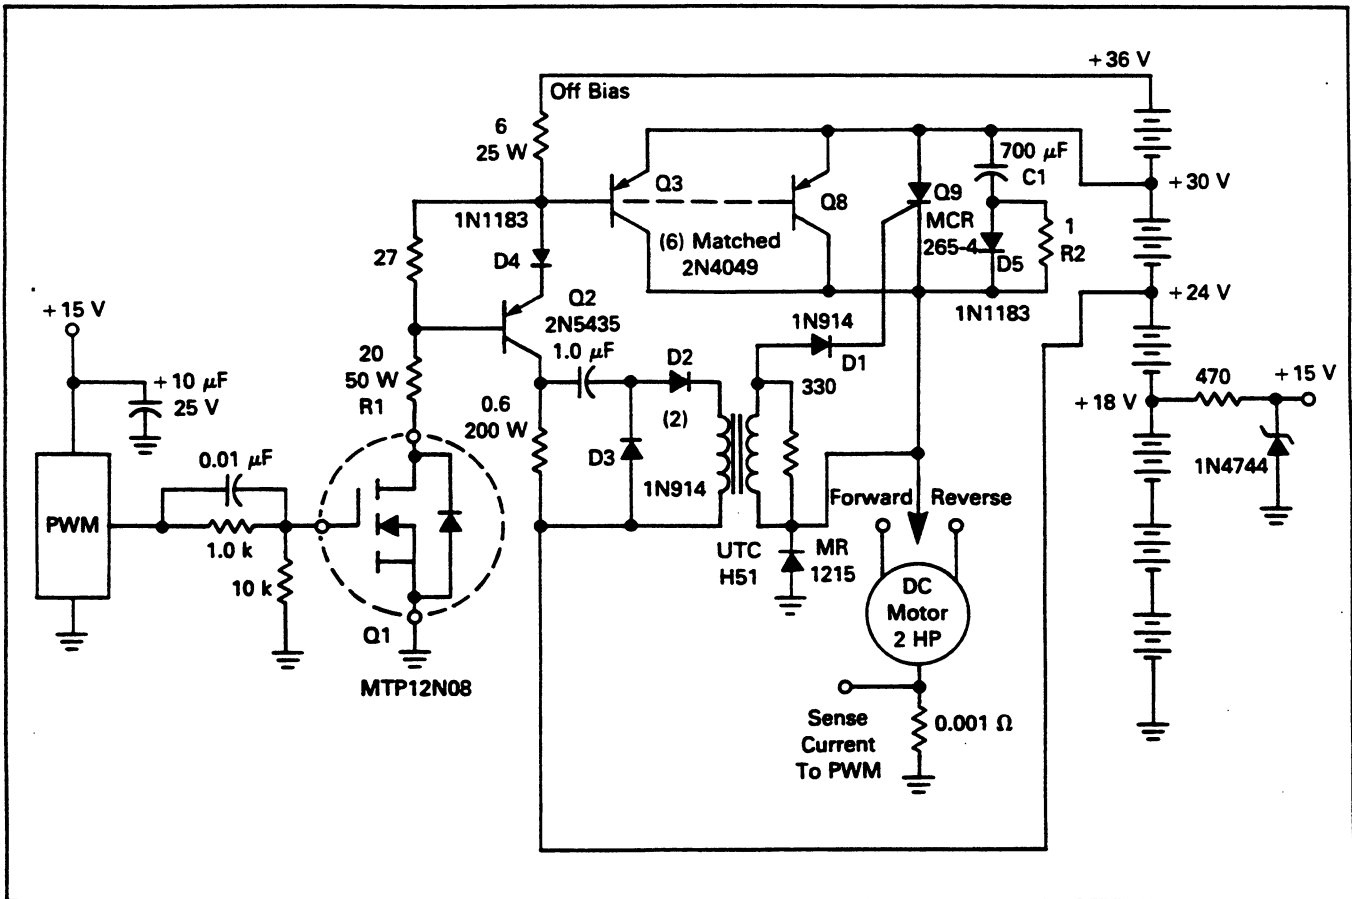 +36 V
Off Bias
6
25 W
700 µF
C1
Q3
+30 V
Q9
Q8
1N1183
MCR
265-4
1
R2
(6) Matched
2N4049
27
D4
D5
Q2
2N5435
+24 V
+15 V
1N914
1N1183
1.0 µF
20
50 W
R1
D2
D1
+10 µF
25 V
330
470
+15 V
0.6
200 W
(2)
+18 V
0.01 µF
D3
1N4744
1N914
Forward
Reverse
PWM
1.0 k
UTC
H51
MR
1215
10 k
DC
Motor
2 HP
Q1
MTP12N08
Sense
Current
To PWM
0.001 Ω